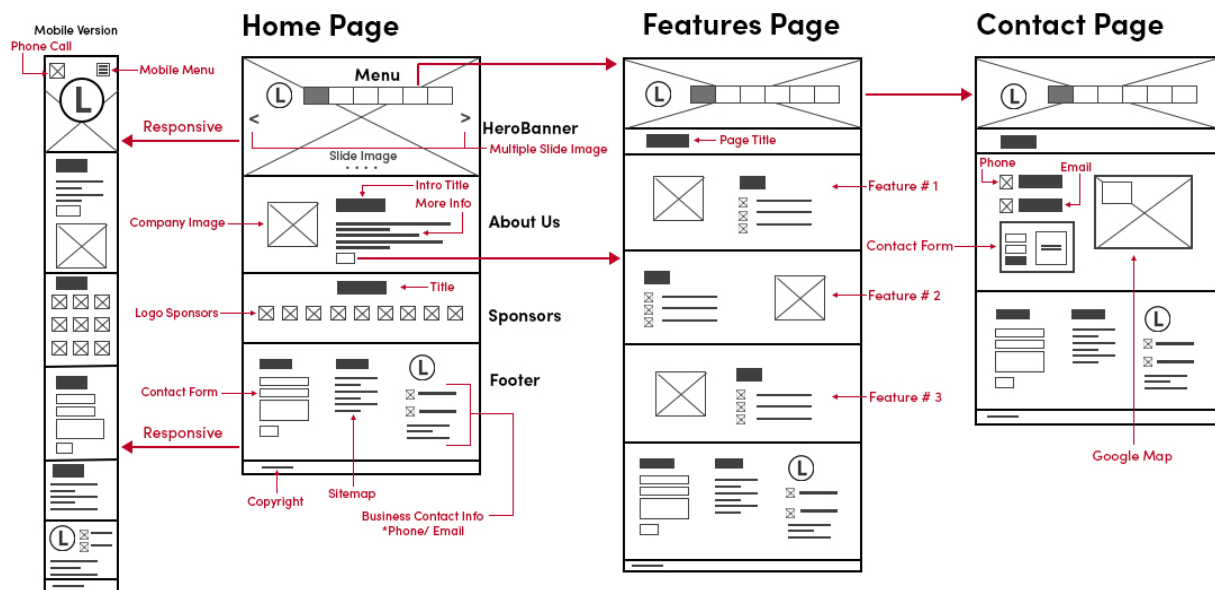 Mobile Version
Phone Call
Mobile Menu
L
Responsive
Responsive
L
Home Page
Menu
L
<
>
HeroBanner
Multiple Slide Image
Slide Image
Intro Title
More Info
Company Image
About Us
Title
Logo Sponsors
Sponsors
L
Footer
Contact Form
Copyright
Sitemap
Business Contact Info
*Phone/ Email
Features Page
L
Page Title
Feature # 1
Feature # 2
Feature # 3
L
Contact Page
L
Phone
Email
Contact Form
L
Google Map